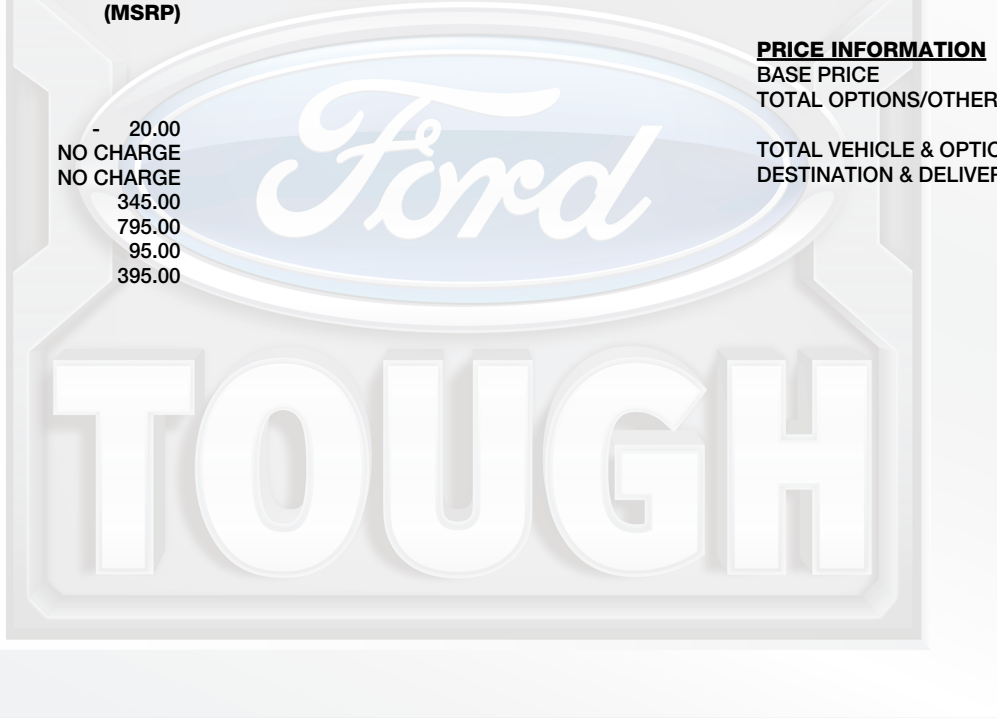 (MSRP)
- 20.00
NO CHARGE
NO CHARGE
345.00
795.00
95.00
395.00
PRICE INFORMATION
BASE PRICE
TOTAL OPTIONS/OTHER
TOTAL VEHICLE & OPTIO
DESTINATION & DELIVER
Ford
TOUGH